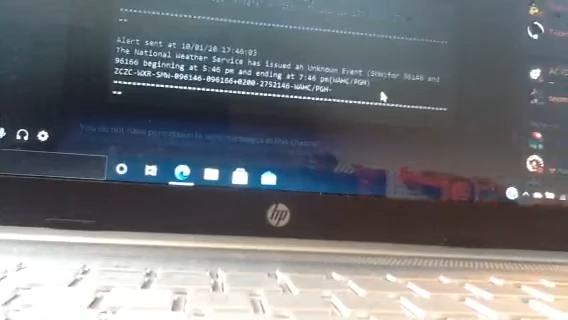 Alert sent at 10/01/20 17:46:03
The National Weather Service has issued an Unknown Event (SMW)for 96146 and
96166 beginning at 5:46 pm and ending at 7:46 pm(WAHC/PGH)
ZCZC-WXR-SMW-096146-096166+0200-2752146-WAHC/PGH-
You do not have permission to send messages in this channel
hp